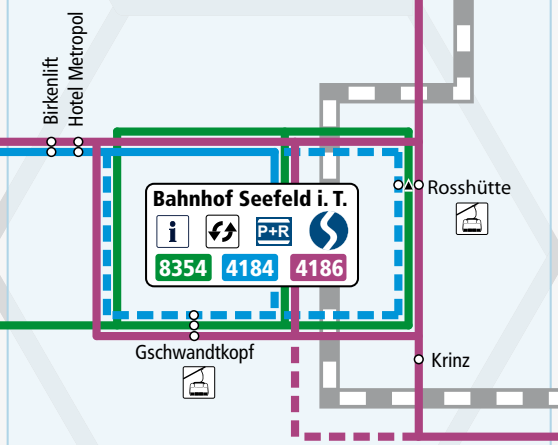 Birkenlift
Hotel Metropol
Bahnhof Seefeld i. T.
i
P+R
8354 4184 4186
Rosshütte
Gschwandtkopf
Krinz